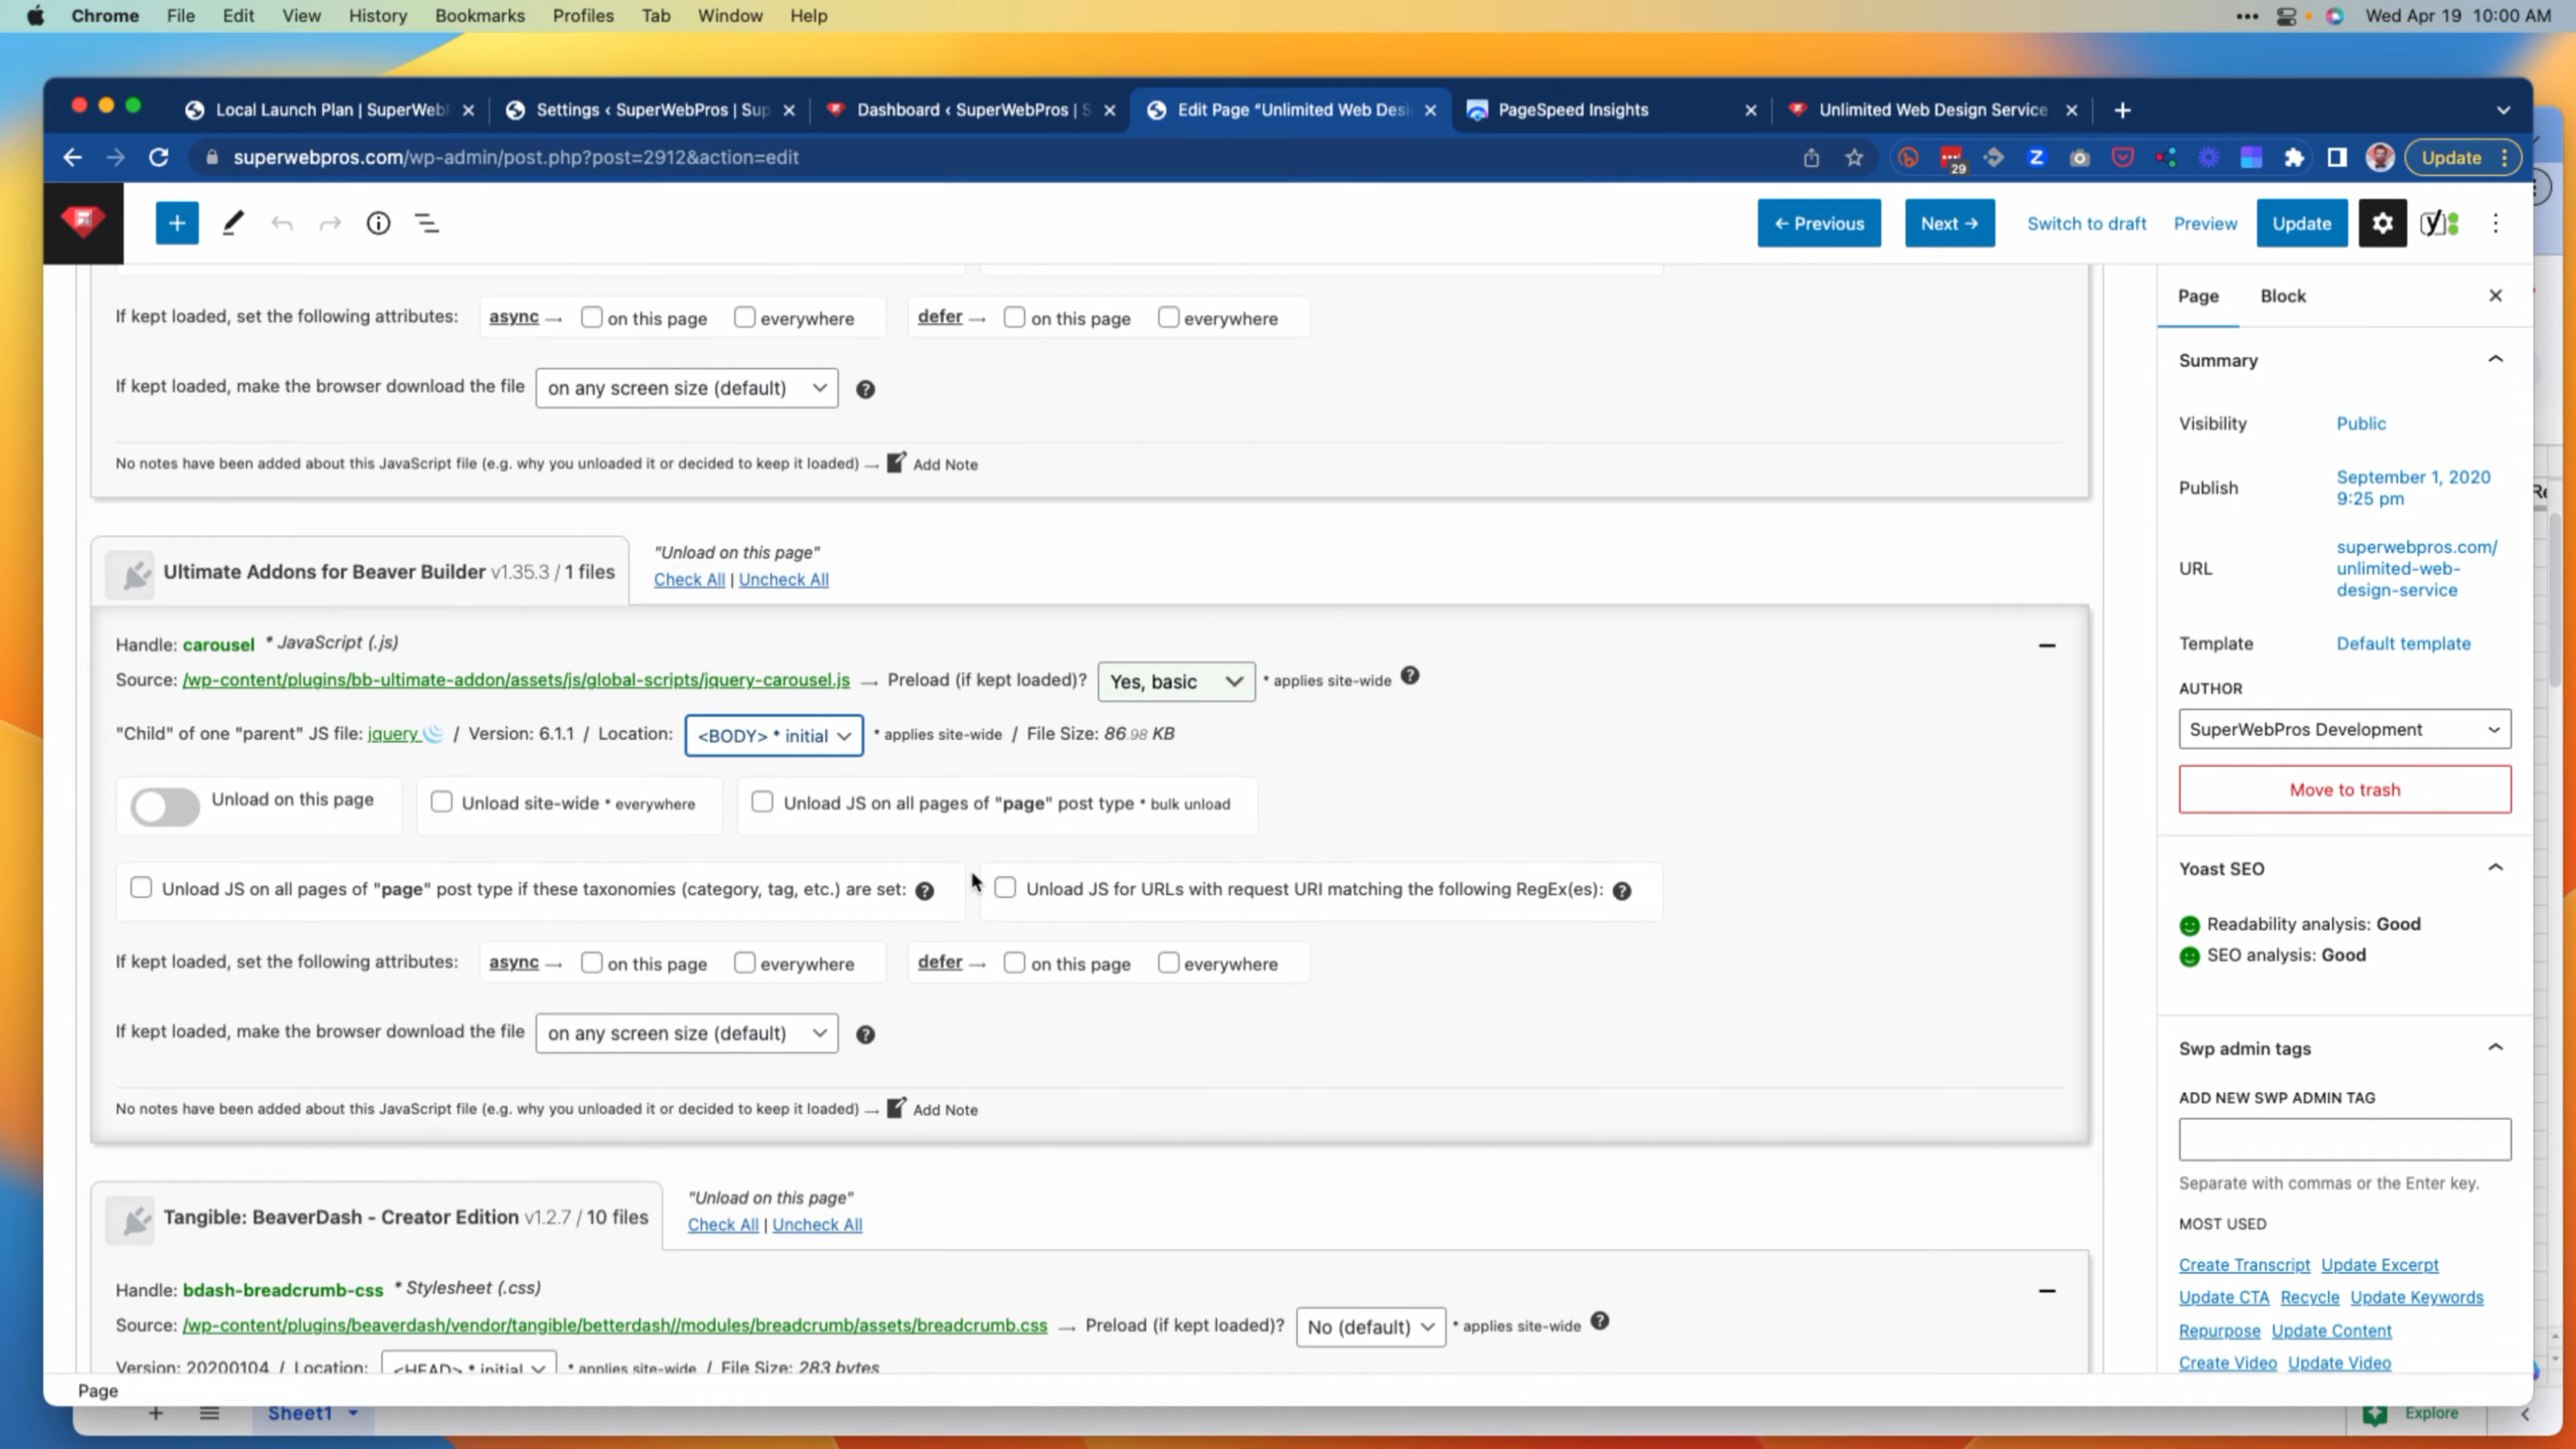 Chrome File Edit View History Bookmarks Profiles Tab Window Help ••• Wed Apr 19 10:00 AM
Local Launch Plan | SuperWeb Settings ‹ SuperWebPros | Sup Dashboard ‹ SuperWebPros | S Edit Page "Unlimited Web Desi PageSpeed Insights Unlimited Web Design Service
superwebpros.com/wp-admin/post.php?post=2912&action=edit 29 Update
← Previous Next → Switch to draft Preview Update
If kept loaded, set the following attributes: async → on this page everywhere defer → on this page everywhere
If kept loaded, make the browser download the file on any screen size (default) ?
No notes have been added about this JavaScript file (e.g. why you unloaded it or decided to keep it loaded) → Add Note
Ultimate Addons for Beaver Builder v1.35.3 / 1 files
"Unload on this page"
Check All | Uncheck All
Handle: carousel * JavaScript (.js)
Source: /wp-content/plugins/bb-ultimate-addon/assets/js/global-scripts/jquery-carousel.js → Preload (if kept loaded)? Yes, basic * applies site-wide ?
"Child" of one "parent" JS file: jquery / Version: 6.1.1 / Location: <BODY> * initial * applies site-wide / File Size: 86.98 KB
Unload on this page Unload site-wide * everywhere Unload JS on all pages of "page" post type * bulk unload
Unload JS on all pages of "page" post type if these taxonomies (category, tag, etc.) are set: ? Unload JS for URLs with request URI matching the following RegEx(es): ?
If kept loaded, set the following attributes: async → on this page everywhere defer → on this page everywhere
If kept loaded, make the browser download the file on any screen size (default) ?
No notes have been added about this JavaScript file (e.g. why you unloaded it or decided to keep it loaded) → Add Note
Tangible: BeaverDash - Creator Edition v1.2.7 / 10 files
"Unload on this page"
Check All | Uncheck All
Handle: bdash-breadcrumb-css * Stylesheet (.css)
Source: /wp-content/plugins/beaverdash/vendor/tangible/betterdash//modules/breadcrumb/assets/breadcrumb.css → Preload (if kept loaded)? No (default) * applies site-wide ?
Version: 20200104 / Location: <HEAD> * initial * applies site-wide / File Size: 283 bytes
Page Block
Summary
Visibility Public
Publish September 1, 2020
9:25 pm
URL superwebpros.com/
unlimited-web-
design-service
Template Default template
AUTHOR
SuperWebPros Development
Move to trash
Yoast SEO
Readability analysis: Good
SEO analysis: Good
Swp admin tags
ADD NEW SWP ADMIN TAG
Separate with commas or the Enter key.
MOST USED
Create Transcript Update Excerpt
Update CTA Recycle Update Keywords
Repurpose Update Content
Create Video Update Video
Page
Sheet1 Explore